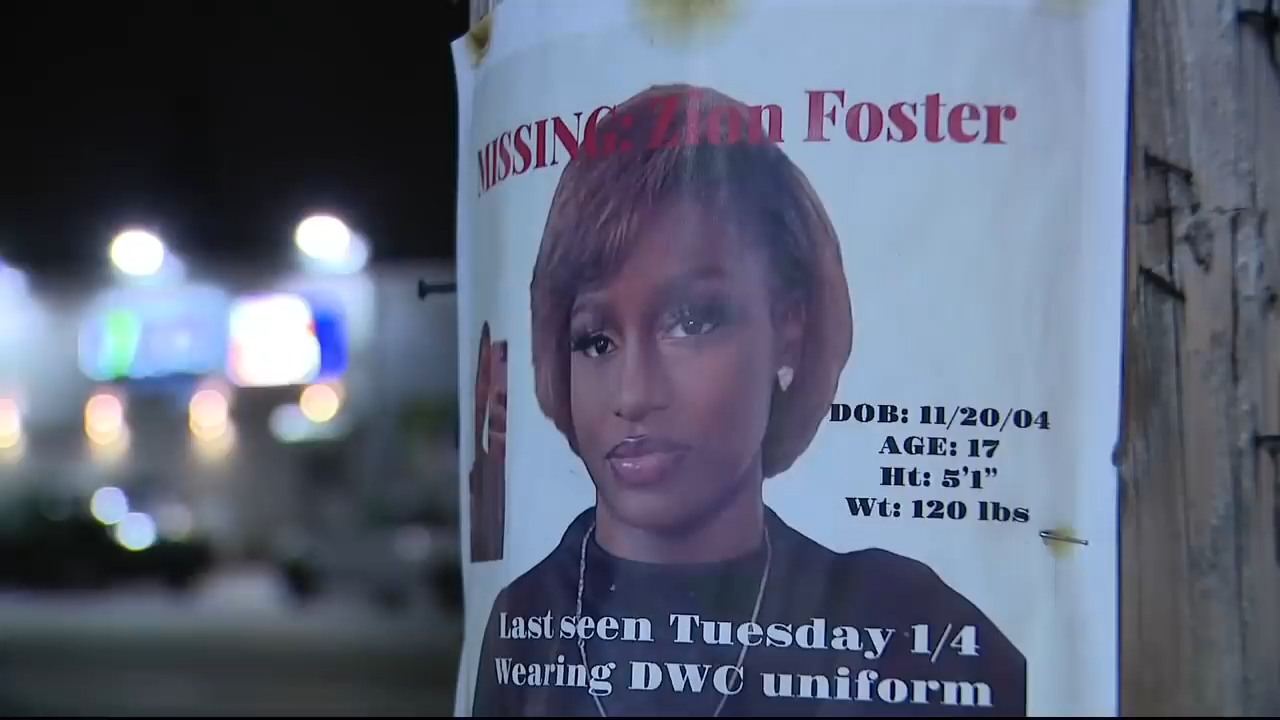 MISSING: Zion Foster
DOB: 11/20/04
AGE: 17
Ht: 5'1”
Wt: 120 lbs
Last seen Tuesday 1/4
Wearing DWC uniform